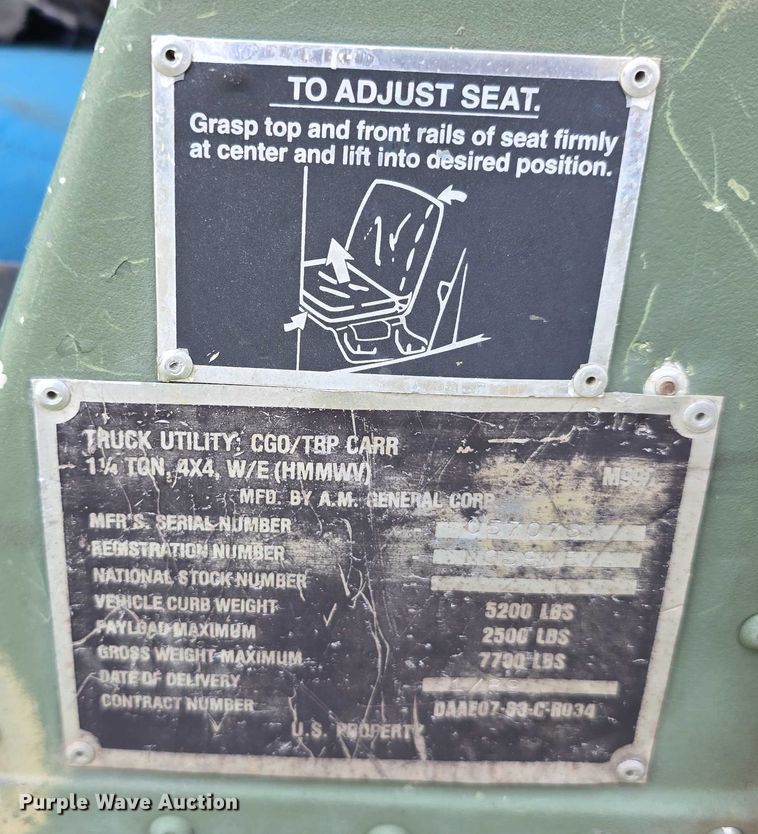 TO ADJUST SEAT.
Grasp top and front rails of seat firmly
at center and lift into desired position.
TRUCK UTILITY: CGO/TRP CARR
1¼ TON, 4X4, W/E (HMMWV)
MFD. BY A.M. GENERAL CORP
MFR'S. SERIAL NUMBER
REGISTRATION NUMBER
NATIONAL STOCK NUMBER
VEHICLE CURB WEIGHT 5200 LBS
PAYLOAD MAXIMUM 2500 LBS
GROSS WEIGHT MAXIMUM 7700 LBS
DATE OF DELIVERY
CONTRACT NUMBER DAAE07-83-C-R034
U.S. PROPERTY
Purple Wave Auction